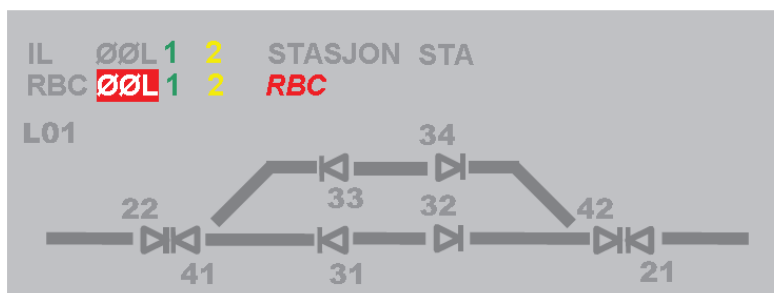 IL ØØL 1 2 STASJON STA
RBC ØØL 1 2 RBC
L01
34
33
22 32 42
41 31 21